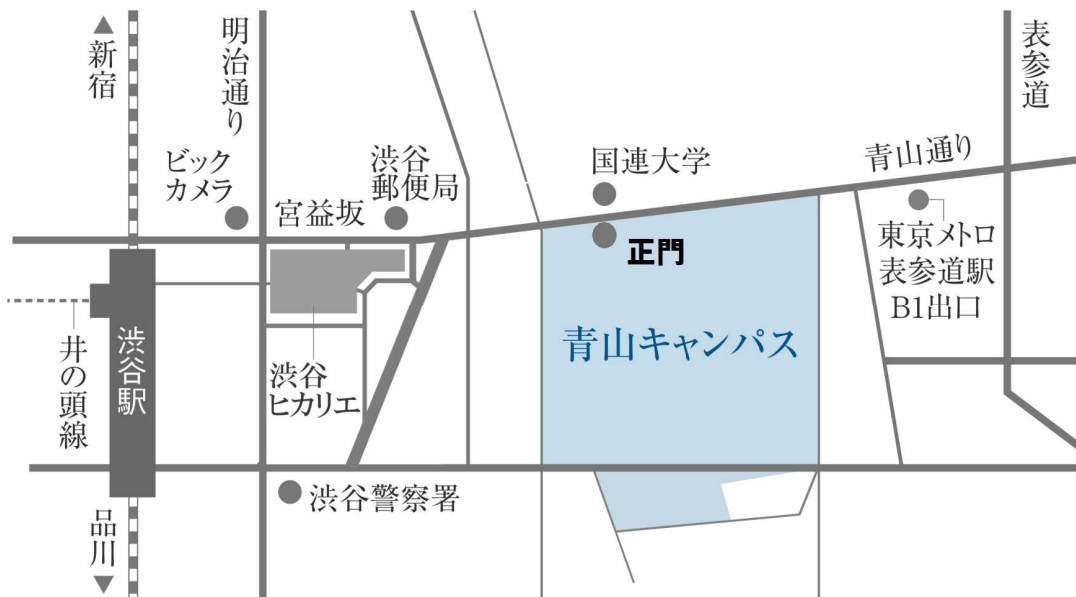 ▲新宿
明治通り
表参道
ビック
カメラ
渋谷
郵便局
国連大学
青山通り
宮益坂
正門
東京メトロ
表参道駅
B1出口
青山キャンパス
渋谷駅
井の頭線
渋谷
ヒカリエ
渋谷警察署
品川▼